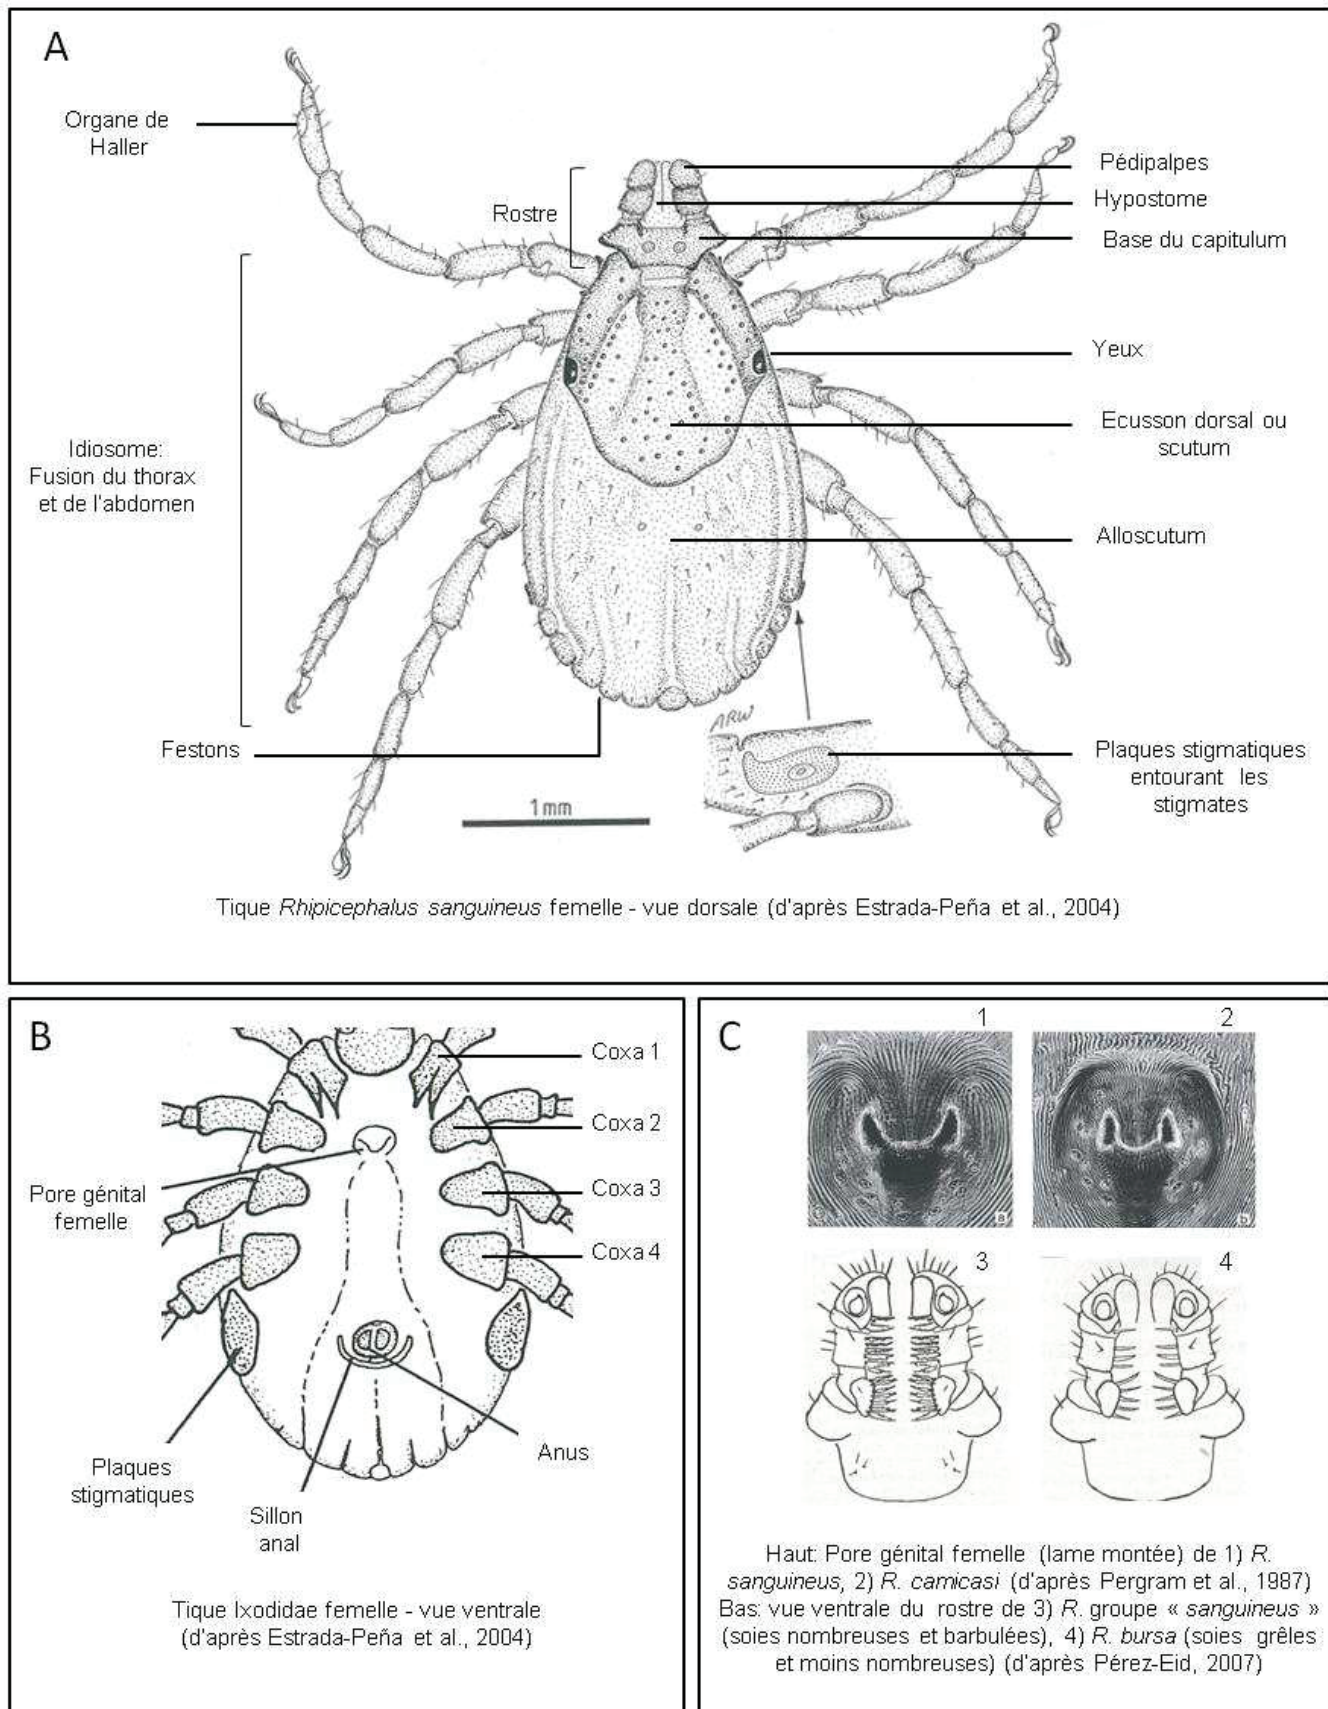 A
Organe de
Haller
Rostre
Pédipalpes
Hypostome
Base du capitulum
Yeux
Ecusson dorsal ou
scutum
Idiosome:
Fusion du thorax
et de l'abdomen
Alloscutum
Festons
ARW
1mm
Plaques stigmatiques
entourant les
stigmates
Tique Rhipicephalus sanguineus femelle - vue dorsale (d'après Estrada-Peña et al., 2004)
B
Coxa 1
Coxa 2
Pore génital
femelle
Coxa 3
Coxa 4
Plaques
stigmatiques
Sillon
anal
Anus
Tique Ixodidae femelle - vue ventrale
(d'après Estrada-Peña et al., 2004)
C
1
2
a
b
3
4
Haut: Pore génital femelle (lame montée) de 1) R.
sanguineus, 2) R. camicasi (d'après Pergram et al., 1987)
Bas: vue ventrale du rostre de 3) R. groupe « sanguineus »
(soies nombreuses et barbulées), 4) R. bursa (soies grêles
et moins nombreuses) (d'après Pérez-Eid, 2007)